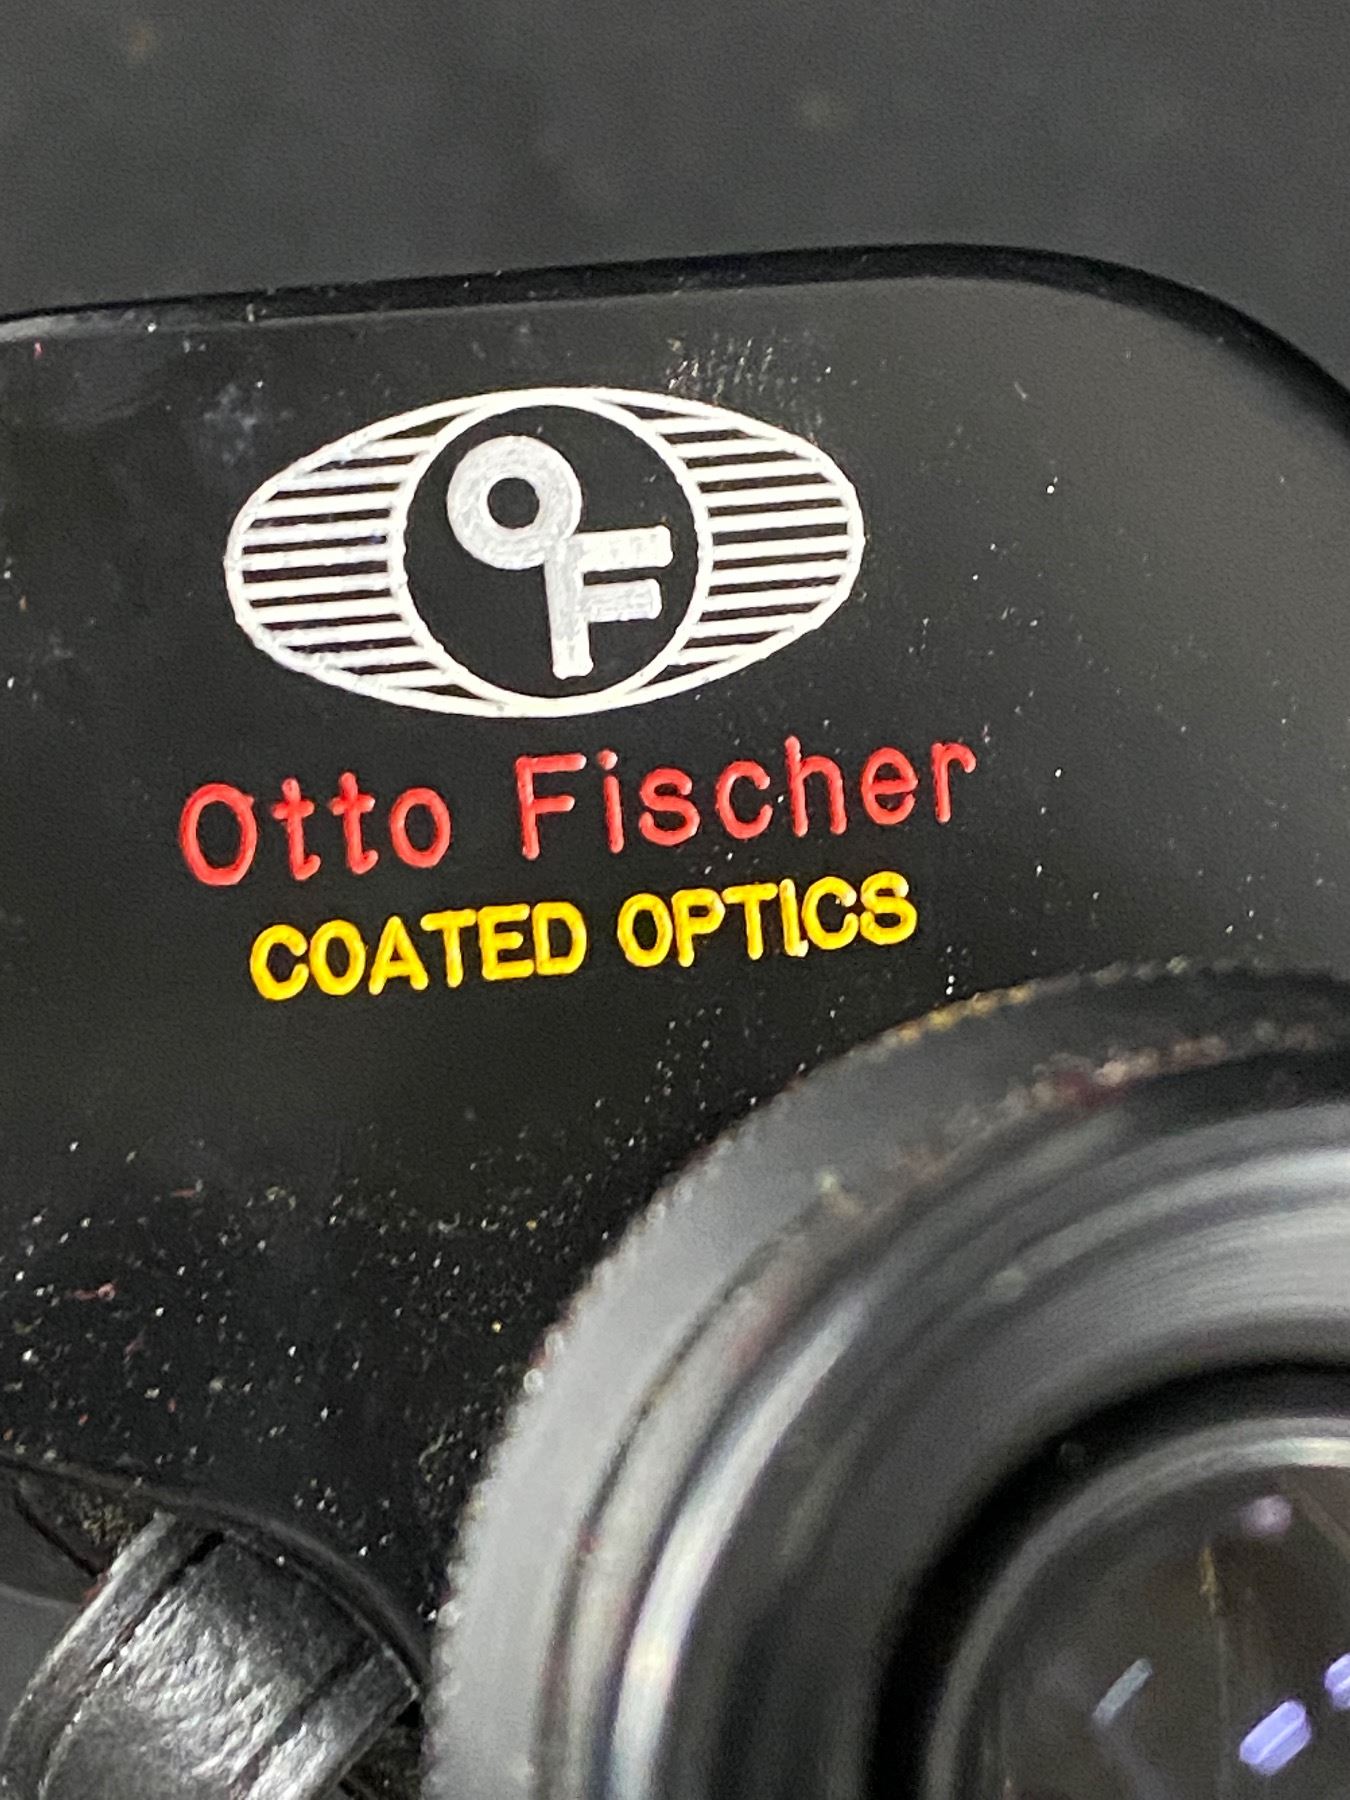 OF
Otto Fischer
COATED OPTICS